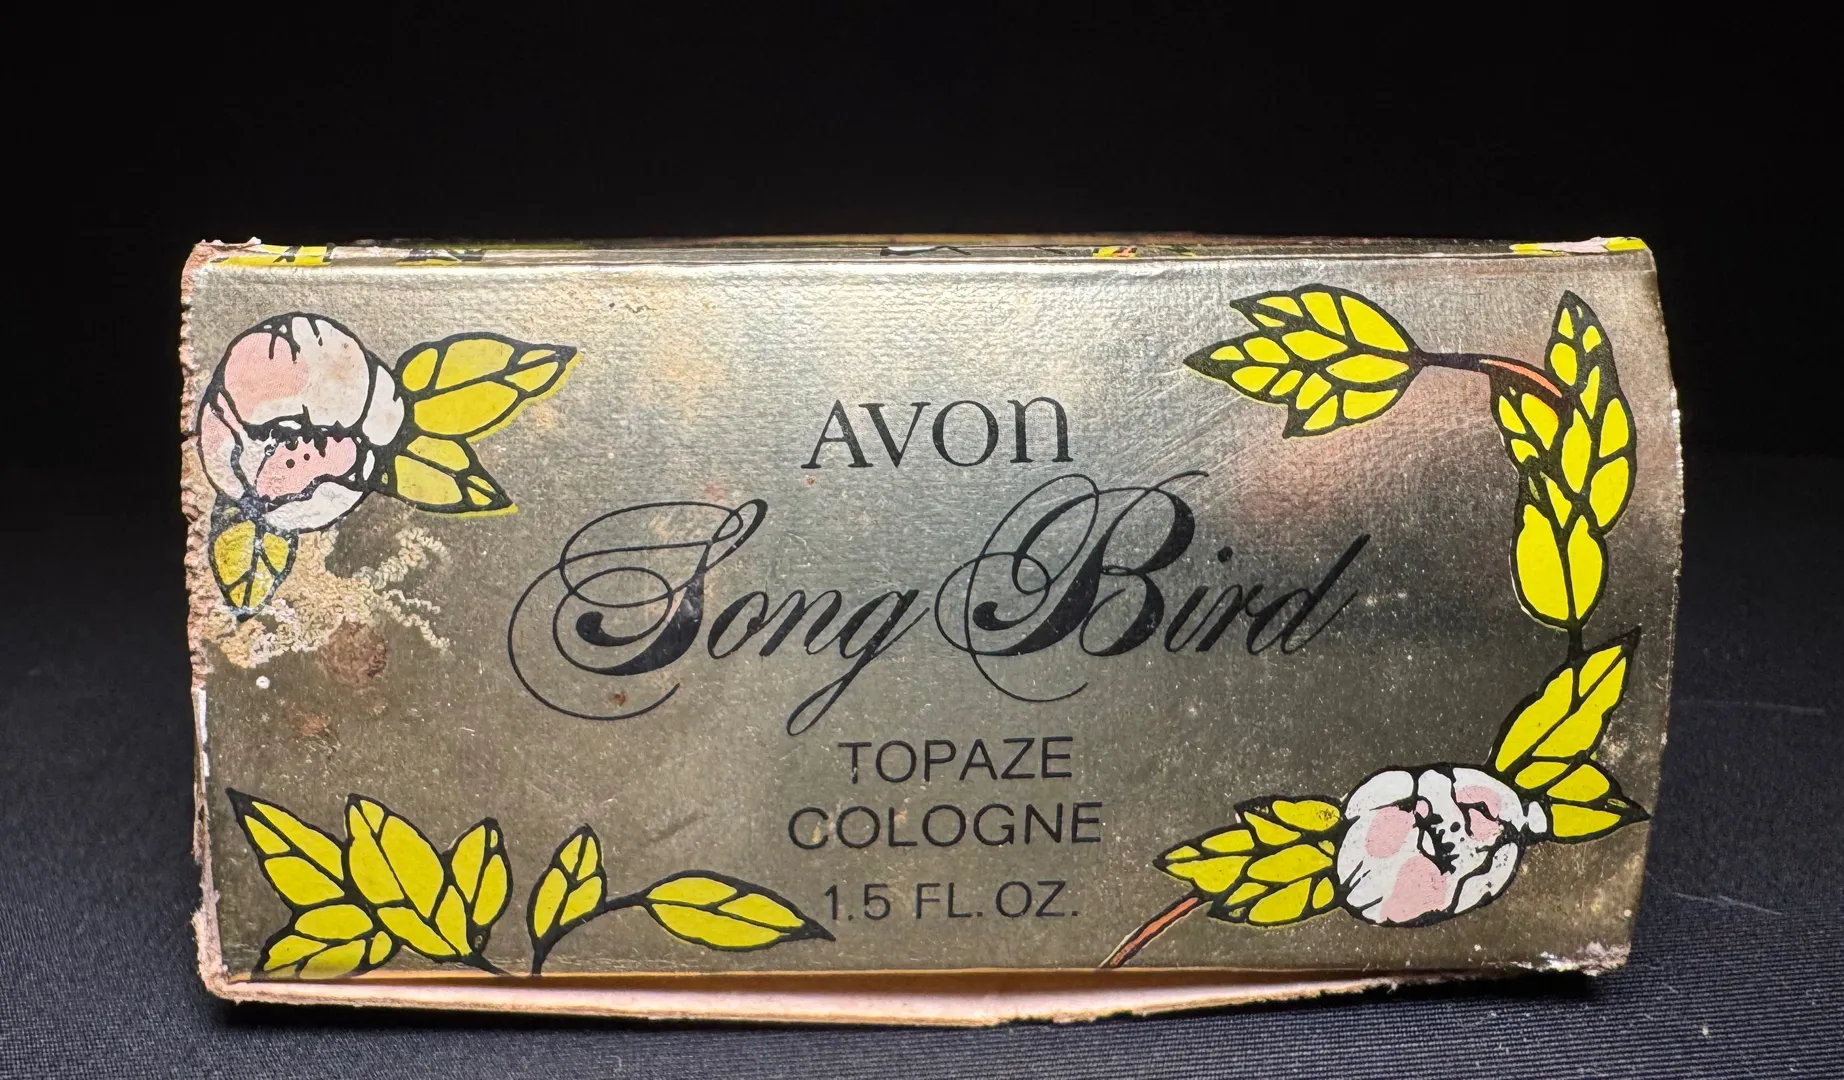 AVON
Song Bird
TOPAZE
COLOGNE
1.5 FL. OZ.